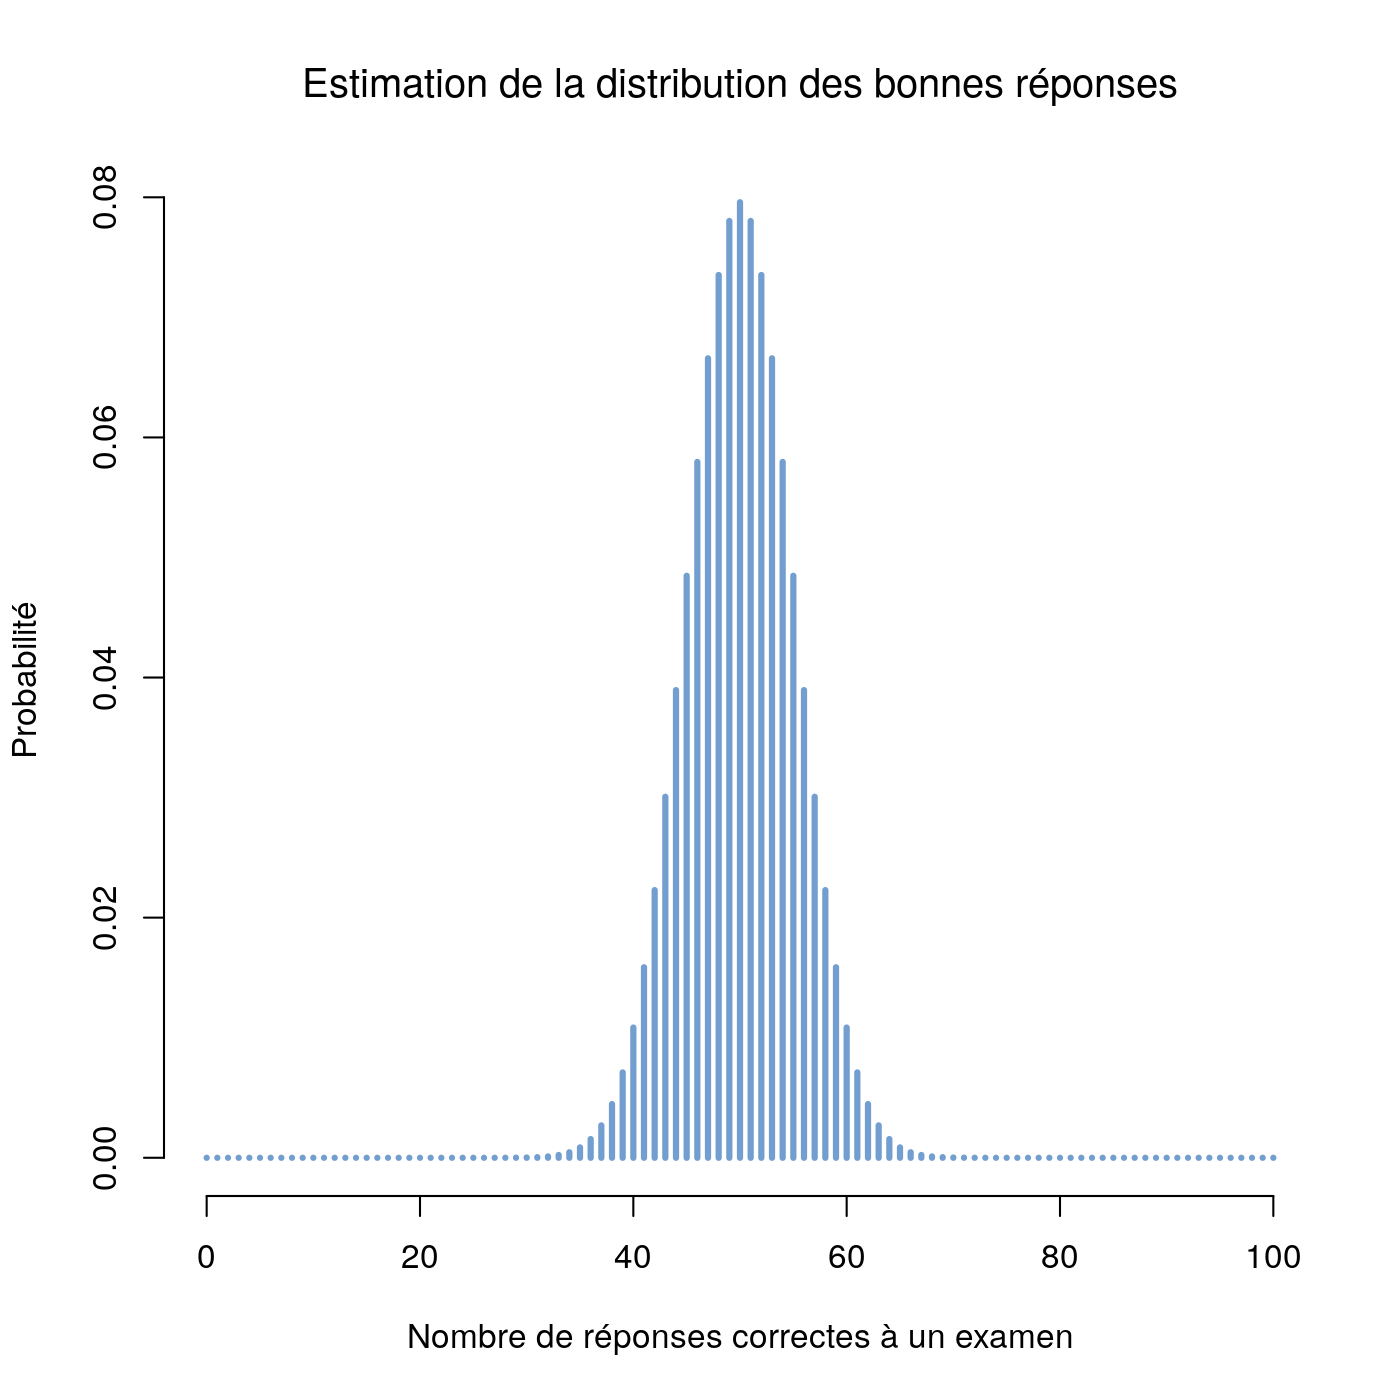 Estimation de la distribution des bonnes réponses
Probabilité
0.08
0.06
0.04
0.02
0.00
0 20 40 60 80 100
Nombre de réponses correctes à un examen